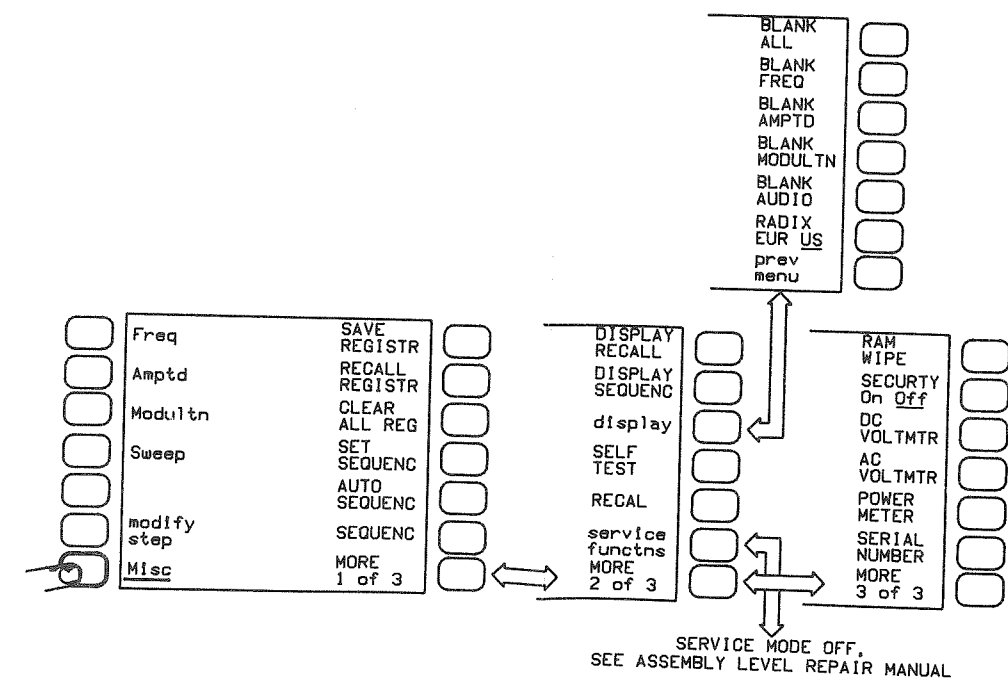 BLANK
ALL
BLANK
FREQ
BLANK
AMPTD
BLANK
MODULTN
BLANK
AUDIO
RADIX
EUR US
prev
menu
Freq
Amptd
Modultn
Sweep
modify
step
Misc
SAVE
REGISTR
RECALL
REGISTR
CLEAR
ALL REG
SET
SEQUENC
AUTO
SEQUENC
SEQUENC
MORE
1 of 3
DISPLAY
RECALL
DISPLAY
SEQUENC
display
SELF
TEST
RECAL
service
functns
MORE
2 of 3
RAM
WIPE
SECURTY
On Off
DC
VOLTMTR
AC
VOLTMTR
POWER
METER
SERIAL
NUMBER
MORE
3 of 3
SERVICE MODE OFF.
SEE ASSEMBLY LEVEL REPAIR MANUAL